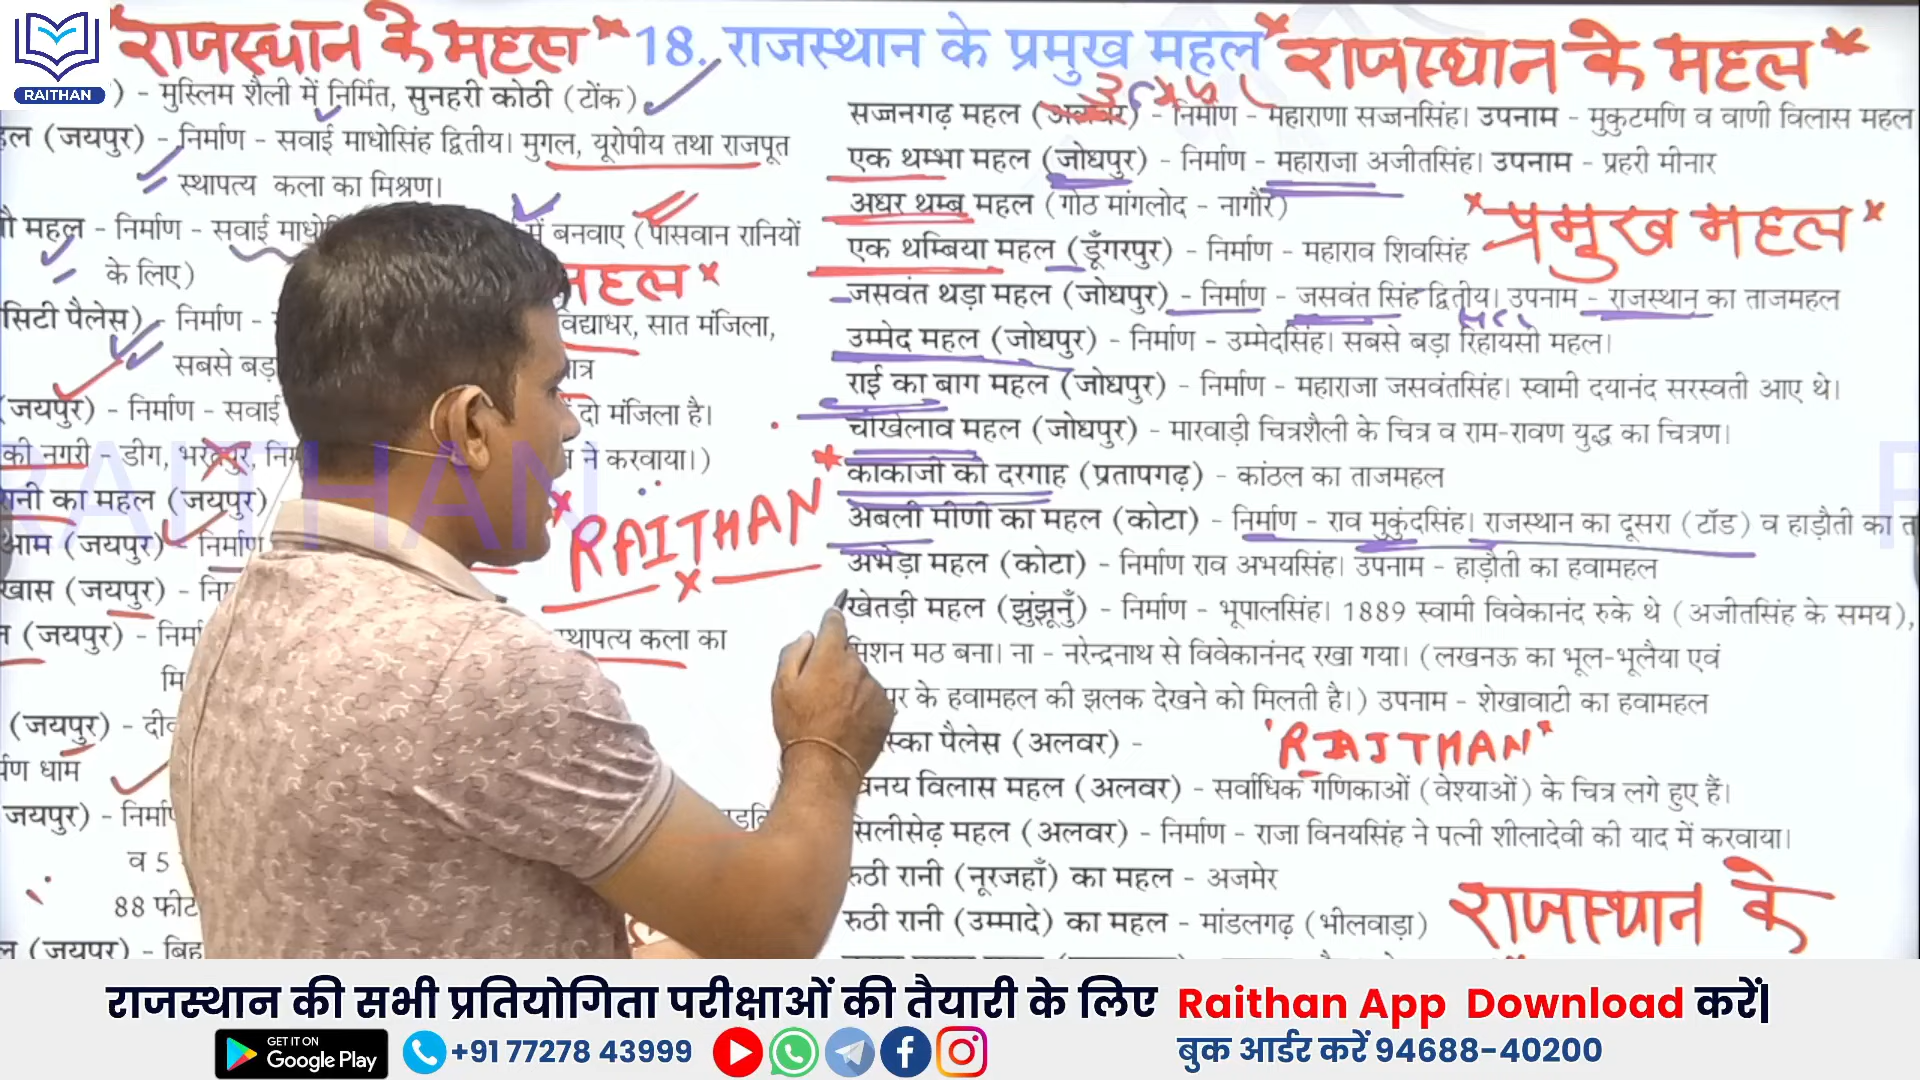 RAITHAN
राजस्थान के महल
18. राजस्थान के प्रमुख महल
राजस्थान के महल
) - मुस्लिम शैली में निर्मित, सुनहरी कोठी (टोंक)
(जयपुर) - निर्माण - सवाई माधोसिंह द्वितीय। मुगल, यूरोपीय तथा राजपूत
स्थापत्य कला का मिश्रण।
महल - निर्माण - सवाई
में बनवाए (पासवान रानियों
के लिए)
महल
सिटी पैलेस) - निर्माण -
विद्याधर, सात मंजिला,
सबसे
(जयपुर) - निर्माण - सवाई
दो मंजिला है।
की नगरी - डीग, भरतपुर,
ने करवाया।)
रानी का महल (जयपुर)
आम (जयपुर) - निर्माण
खास (जयपुर) -
(जयपुर) -
स्थापत्य कला का
(जयपुर) -
धाम
जयपुर) -
व 5
88 फीट
(जयपुर) -
RAITHAN
सज्जनगढ़ महल (अलवर) - निर्माण - महाराणा सज्जनसिंह। उपनाम - मुकुटमणि व वाणी विलास महल
एक थम्भा महल (जोधपुर) - निर्माण - महाराजा अजीतसिंह। उपनाम - प्रहरी मीनार
अधर थम्ब महल (गोठ मांगलोद - नागौर)
प्रमुख महल
एक थम्बिया महल (डूँगरपुर) - निर्माण - महाराव शिवसिंह
जसवंत थड़ा महल (जोधपुर) - निर्माण - जसवंत सिंह द्वितीय। उपनाम - राजस्थान का ताजमहल
उम्मेद महल (जोधपुर) - निर्माण - उम्मेदसिंह। सबसे बड़ा रिहायसी महल।
राई का बाग महल (जोधपुर) - निर्माण - महाराजा जसवंतसिंह। स्वामी दयानंद सरस्वती आए थे।
चोखेलाव महल (जोधपुर) - मारवाड़ी चित्रशैली के चित्र व राम-रावण युद्ध का चित्रण।
काकाजी की दरगाह (प्रतापगढ़) - कांठल का ताजमहल
अबली मीणी का महल (कोटा) - निर्माण - राव मुकुंदसिंह। राजस्थान का दूसरा (टॉड) व हाड़ौती का
अभेड़ा महल (कोटा) - निर्माण राव अभयसिंह। उपनाम - हाड़ौती का हवामहल
खेतड़ी महल (झुंझूनुँ) - निर्माण - भूपालसिंह। 1889 स्वामी विवेकानंद रुके थे (अजीतसिंह के समय),
मिशन मठ बना। ना - नरेन्द्रनाथ से विवेकानंनद रखा गया। (लखनऊ का भूल-भूलैया एवं
के हवामहल की झलक देखने को मिलती है।) उपनाम - शेखावाटी का हवामहल
पैलेस (अलवर) -
RAITHAN
विनय विलास महल (अलवर) - सर्वाधिक गणिकाओं (वेश्याओं) के चित्र लगे हुए हैं।
सिलीसेढ़ महल (अलवर) - निर्माण - राजा विनयसिंह ने पत्नी शीलादेवी की याद में करवाया।
रुठी रानी (नूरजहाँ) का महल - अजमेर
रुठी रानी (उम्मादे) का महल - मांडलगढ़ (भीलवाड़ा)
राजस्थान के
राजस्थान की सभी प्रतियोगिता परीक्षाओं की तैयारी के लिए Raithan App Download करें|
GET IT ON
Google Play
+91 77278 43999
बुक आर्डर करें 94688-40200